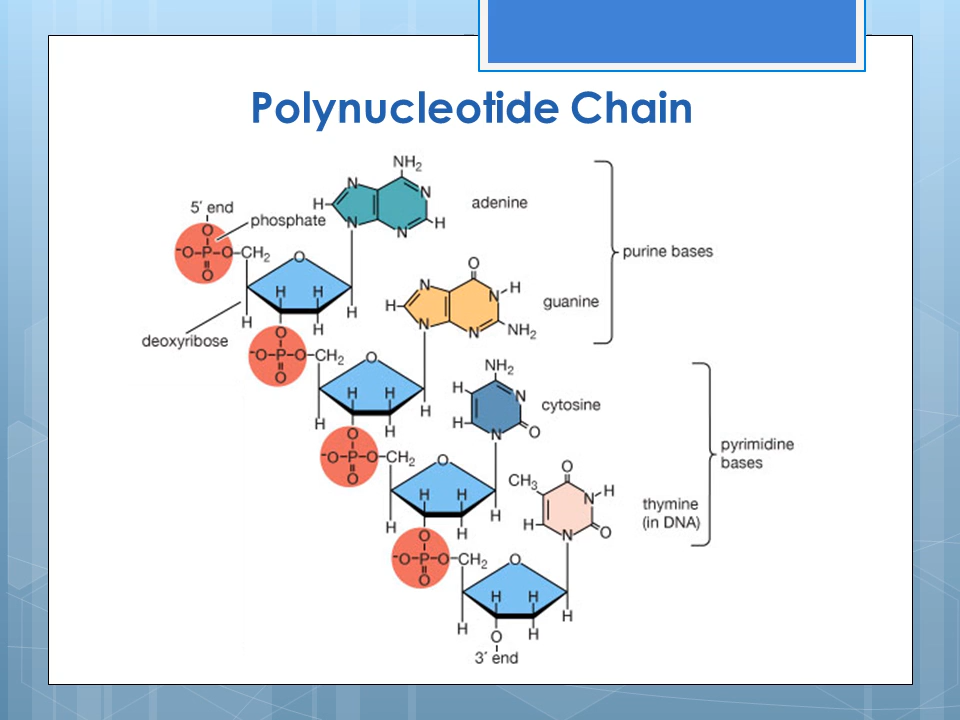 Polynucleotide Chain
NH₂
N
N
H
H
N
N
adenine
5′ end
phosphate
O
⁻O–P–O–CH₂
O
O
H
H
H
H
deoxyribose
purine bases
O
N
N
H
H
N
N
NH₂
guanine
O
⁻O–P–O–CH₂
O
O
H
H
H
H
H
NH₂
H
N
H
N
O
cytosine
O
⁻O–P–O–CH₂
O
O
H
H
H
H
H
pyrimidine
bases
O
CH₃
N
H
H
N
O
thymine
(in DNA)
O
⁻O–P–O–CH₂
O
O
H
H
H
H
H
O
3′ end